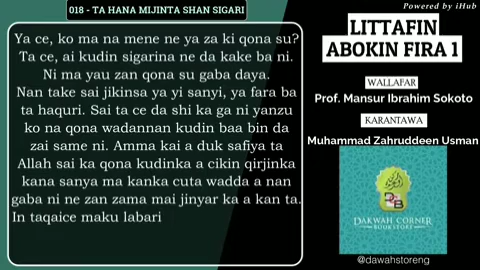 018 - TA HANA MIJINTA SHAN SIGARI
Powered by iHub
Ya ce, ko ma na mene ne ya za ki qona su?
Ta ce, ai kudin sigarina ne da kake ba ni.
Ni ma yau zan qona su gaba daya.
Nan take sai jikinsa ya yi sanyi, ya fara ba
ta haquri. Sai ta ce da shi ka ga ni yanzu
ko na qona wadannan kudin baa bin da
zai same ni. Amma kai a duk safiya ta
Allah sai ka qona kudinka a cikin qirjinka
kana sanya ma kanka cuta wadda a nan
gaba ni ne zan zama mai jinyar ka a kan ta.
In taqaice maku labari
LITTAFIN
ABOKIN FIRA 1
WALLAFAR
Prof. Mansur Ibrahim Sokoto
KARANTAWA
Muhammad Zahruddeen Usman
DAKWAH CORNER
BOOKSTORE
@dawahstoreng